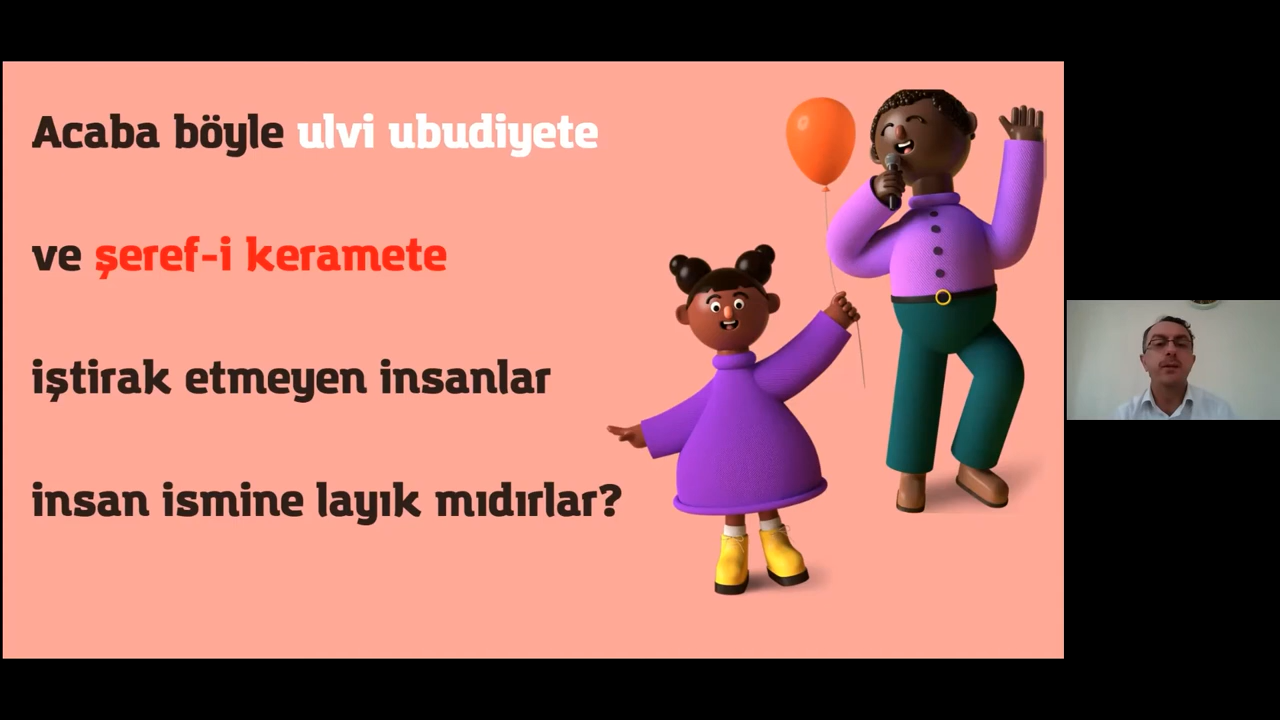 Acaba böyle ulvi ubudiyete
ve şeref-i keramete
iştirak etmeyen insanlar
insan ismine layık mıdırlar?